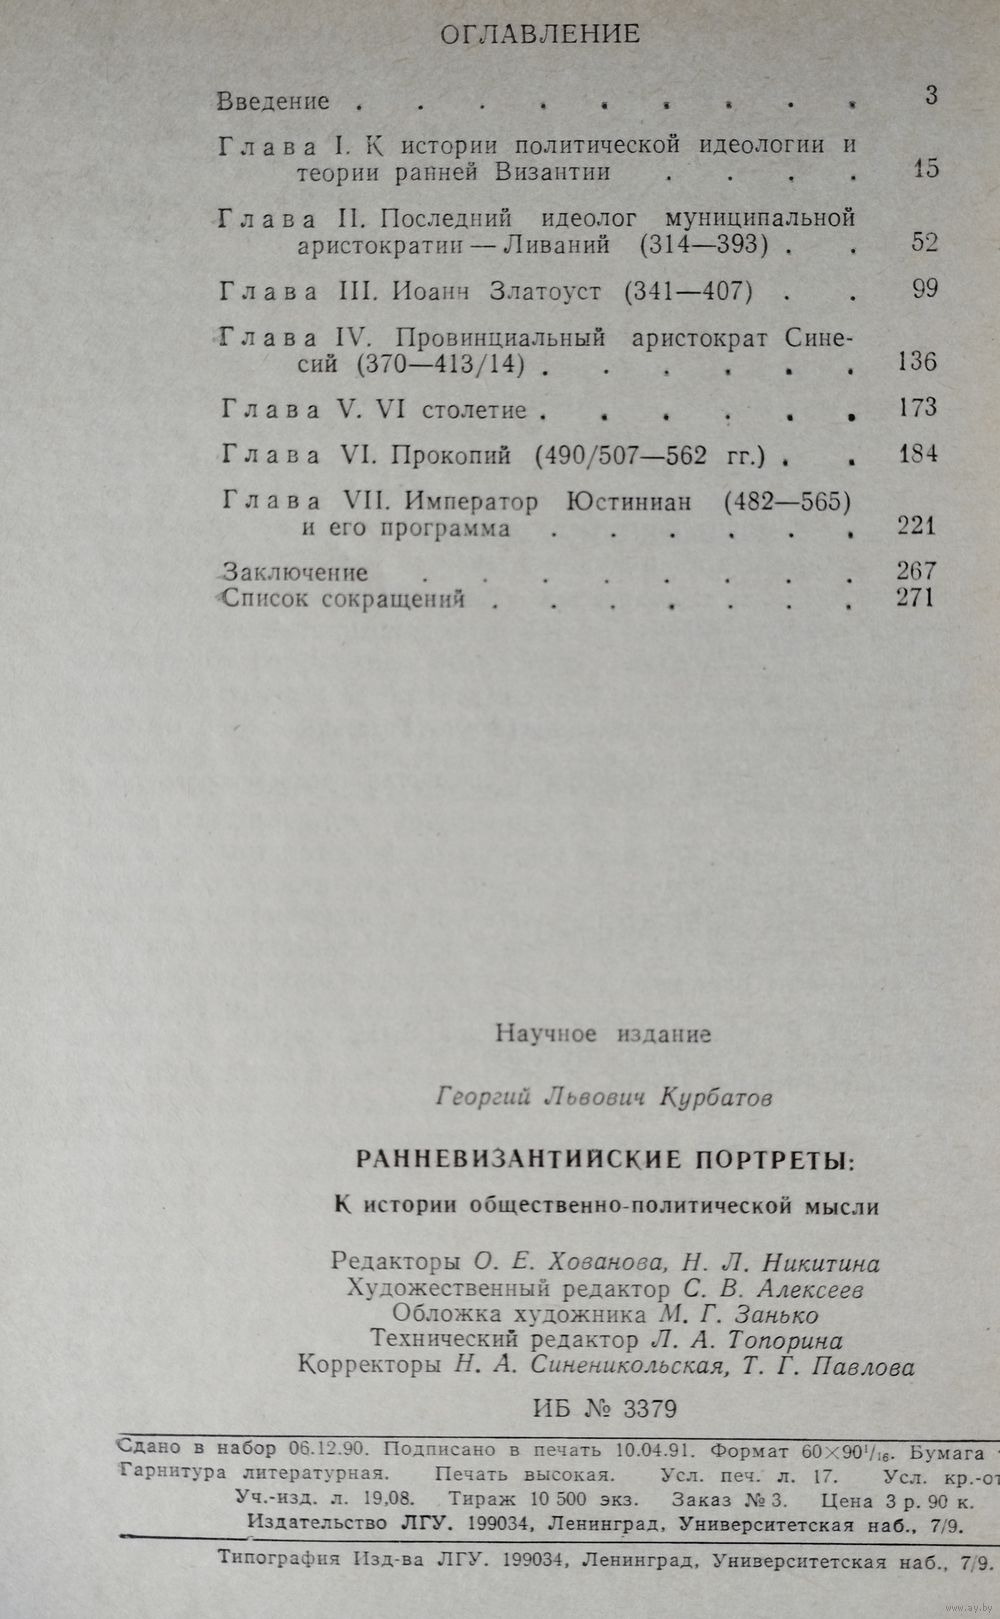 ОГЛАВЛЕНИЕ
Введение . . . . . . . . . 3
Глава I. К истории политической идеологии и
теории ранней Византии . . . . 15
Глава II. Последний идеолог муниципальной
аристократии — Ливаний (314—393) . . 52
Глава III. Иоанн Златоуст (341—407) . . 99
Глава IV. Провинциальный аристократ Сине-
сий (370—413/14) . . . . . . 136
Глава V. VI столетие . . . . . . 173
Глава VI. Прокопий (490/507—562 гг.) . . 184
Глава VII. Император Юстиниан (482—565)
и его программа . . . . . . 221
Заключение . . . . . . . . 267
Список сокращений . . . . . . . 271
Научное издание
Георгий Львович Курбатов
РАННЕВИЗАНТИЙСКИЕ ПОРТРЕТЫ:
К истории общественно-политической мысли
Редакторы О. Е. Хованова, Н. Л. Никитина
Художественный редактор С. В. Алексеев
Обложка художника М. Г. Занько
Технический редактор Л. А. Топорина
Корректоры Н. А. Синеникольская, Т. Г. Павлова
ИБ № 3379
Сдано в набор 06.12.90. Подписано в печать 10.04.91. Формат 60×90¹/₁₆. Бумага
Гарнитура литературная. Печать высокая. Усл. печ. л. 17. Усл. кр.-от
Уч.-изд. л. 19,08. Тираж 10 500 экз. Заказ № 3. Цена 3 р. 90 к.
Издательство ЛГУ. 199034, Ленинград, Университетская наб., 7/9.
Типография Изд-ва ЛГУ. 199034, Ленинград, Университетская наб., 7/9.
www.ay.by